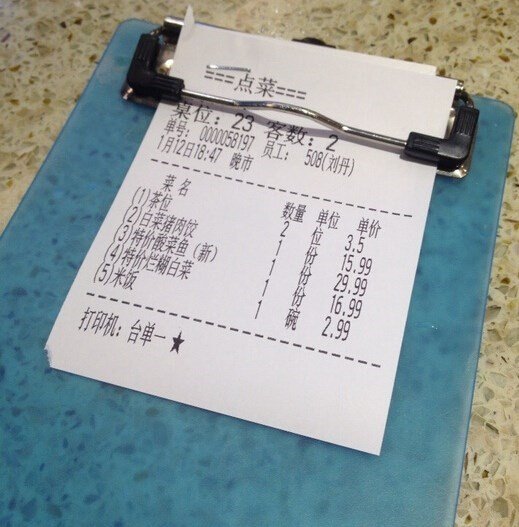 ===点菜===
桌位：23 客数：2
单号：0000058197 员工：508(刘丹)
1月12日18:47 晚市
菜名 数量 单位 单价
(1)茶位 2 位 3.5
(2)白菜猪肉饺 1 份 15.99
(3)特价酸菜鱼（新） 1 份 29.99
(4)特价烂糊白菜 1 份 16.99
(5)米饭 1 碗 2.99
打印机：台单一★